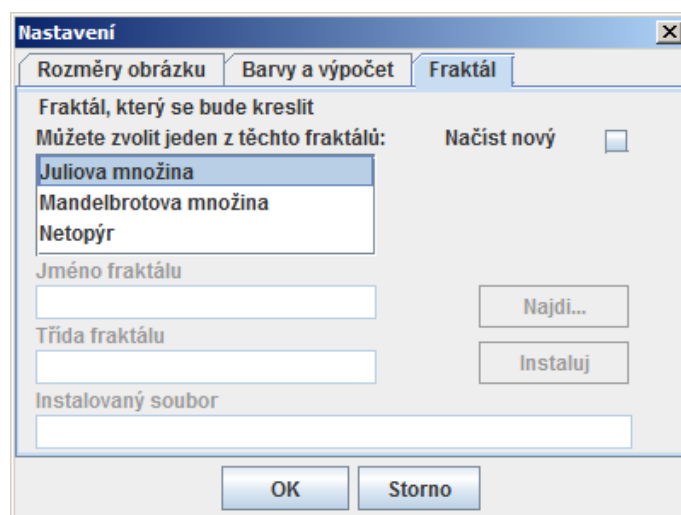 Nastavení
Rozměry obrázku Barvy a výpočet Fraktál
Fraktál, který se bude kreslit
Můžete zvolit jeden z těchto fraktálů: Načíst nový
Juliova množina
Mandelbrotova množina
Netopýr
Jméno fraktálu
Najdi...
Třída fraktálu
Instaluj
Instalovaný soubor
OK Storno